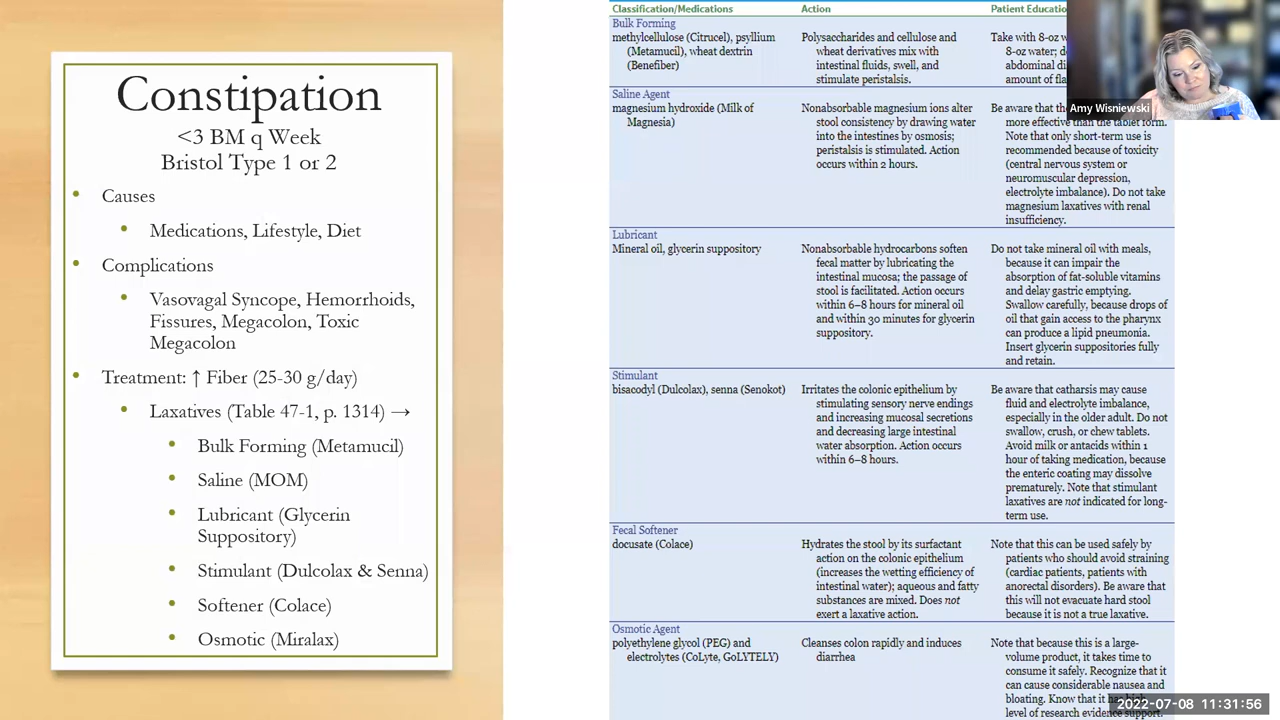 Constipation
<3 BM q Week
Bristol Type 1 or 2
• Causes
• Medications, Lifestyle, Diet
• Complications
• Vasovagal Syncope, Hemorrhoids,
Fissures, Megacolon, Toxic
Megacolon
• Treatment: ↑ Fiber (25-30 g/day)
• Laxatives (Table 47-1, p. 1314) →
• Bulk Forming (Metamucil)
• Saline (MOM)
• Lubricant (Glycerin
Suppository)
• Stimulant (Dulcolax & Senna)
• Softener (Colace)
• Osmotic (Miralax)
Classification/Medications Action Patient
Bulk Forming
methylcellulose (Citrucel), psyllium
(Metamucil), wheat dextrin
(Benefiber)
Polysaccharides and cellulose and
wheat derivatives mix with
intestinal fluids, swell, and
stimulate peristalsis.
Take with 8-oz
8-oz water;
abdominal
amount of
Saline Agent
magnesium hydroxide (Milk of
Magnesia)
Nonabsorbable magnesium ions alter
stool consistency by drawing water
into the intestines by osmosis;
peristalsis is stimulated. Action
occurs within 2 hours.
Be aware that
more effective than the tablet form.
Note that only short-term use is
recommended because of toxicity
(central nervous system or
neuromuscular depression,
electrolyte imbalance). Do not take
magnesium laxatives with renal
insufficiency.
Lubricant
Mineral oil, glycerin suppository
Nonabsorbable hydrocarbons soften
fecal matter by lubricating the
intestinal mucosa; the passage of
stool is facilitated. Action occurs
within 6–8 hours for mineral oil
and within 30 minutes for glycerin
suppository.
Do not take mineral oil with meals,
because it can impair the
absorption of fat-soluble vitamins
and delay gastric emptying.
Swallow carefully, because drops of
oil that gain access to the pharynx
can produce a lipid pneumonia.
Insert glycerin suppositories fully
and retain.
Stimulant
bisacodyl (Dulcolax), senna (Senokot)
Irritates the colonic epithelium by
stimulating sensory nerve endings
and increasing mucosal secretions
and decreasing large intestinal
water absorption. Action occurs
within 6–8 hours.
Be aware that catharsis may cause
fluid and electrolyte imbalance,
especially in the older adult. Do not
swallow, crush, or chew tablets.
Avoid milk or antacids within 1
hour of taking medication, because
the enteric coating may dissolve
prematurely. Note that stimulant
laxatives are not indicated for long-
term use.
Fecal Softener
docusate (Colace)
Hydrates the stool by its surfactant
action on the colonic epithelium
(increases the wetting efficiency of
intestinal water); aqueous and fatty
substances are mixed. Does not
exert a laxative action.
Note that this can be used safely by
patients who should avoid straining
(cardiac patients, patients with
anorectal disorders). Be aware that
this will not evacuate hard stool
because it is not a true laxative.
Osmotic Agent
polyethylene glycol (PEG) and
electrolytes (CoLyte, GoLYTELY)
Cleanses colon rapidly and induces
diarrhea
Note that because this is a large-
volume product, it takes time to
consume it safely. Recognize that it
can cause considerable nausea and
bloating. Know that it
level of research evidence
Amy Wisniewski
2022-07-08 11:31:56